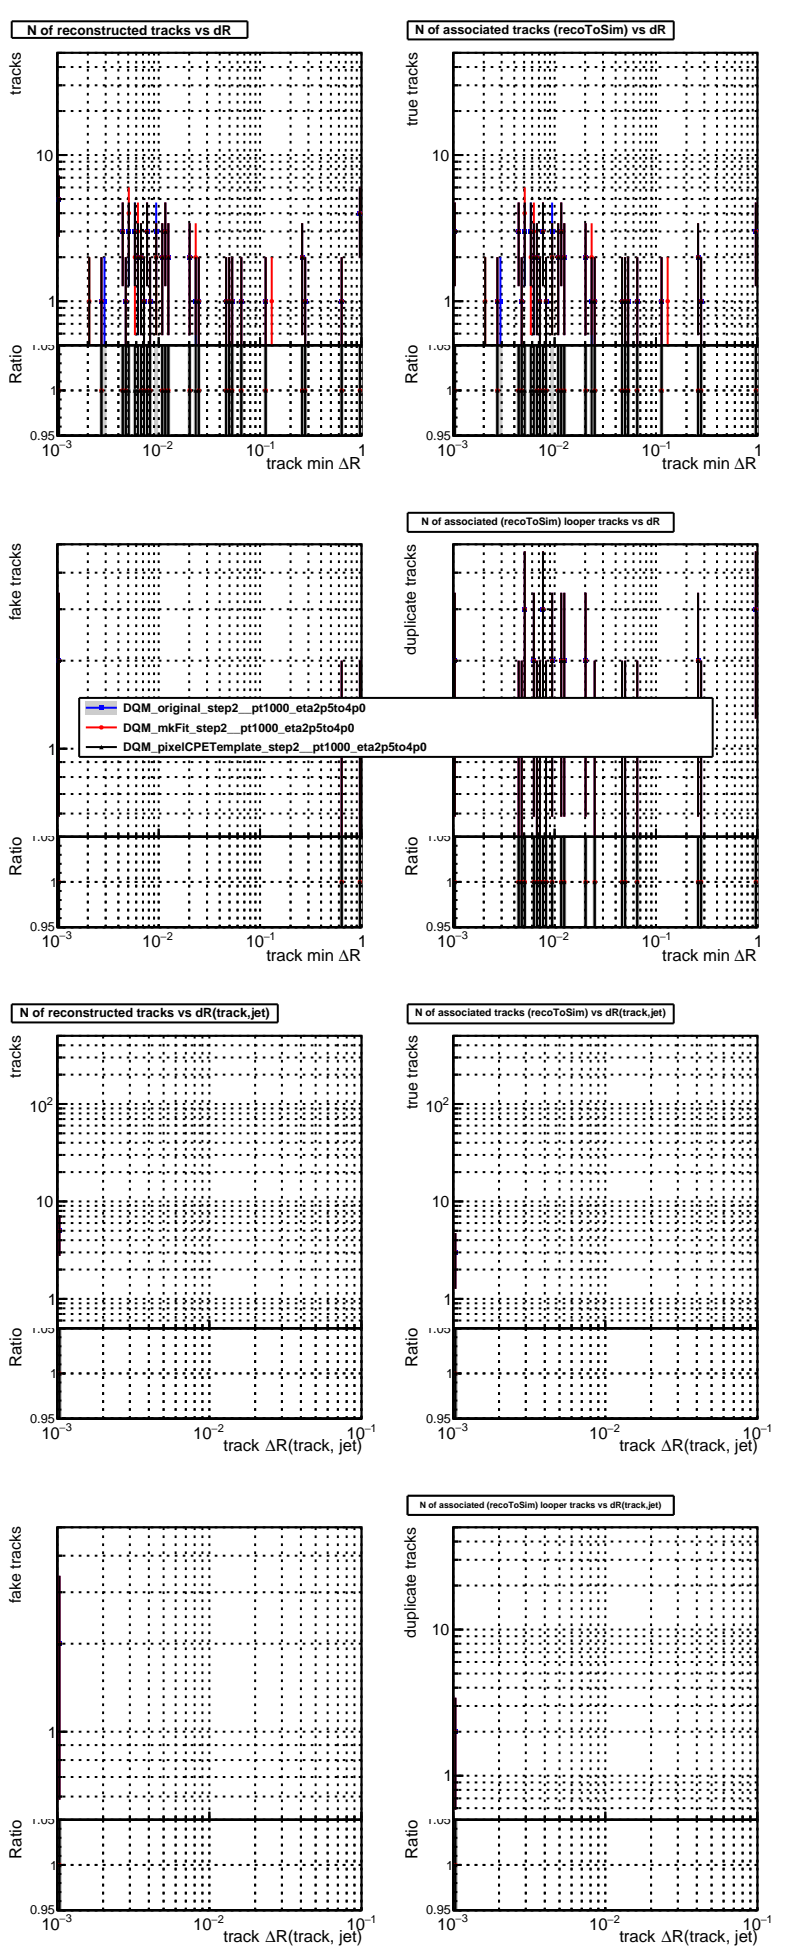 N of reconstructed tracks vs dR
tracks
10
1
Ratio
1.05
1
0.95
10⁻³ 10⁻² 10⁻¹ 1
track min ΔR
N of associated tracks (recoToSim) vs dR
true tracks
10
1
Ratio
1.05
1
0.95
10⁻³ 10⁻² 10⁻¹ 1
track min ΔR
fake tracks
1
Ratio
1.05
1
0.95
10⁻³ 10⁻² 10⁻¹ 1
track min ΔR
N of associated (recoToSim) looper tracks vs dR
duplicate tracks
1
Ratio
1.05
1
0.95
10⁻³ 10⁻² 10⁻¹ 1
track min ΔR
DQM_original_step2__pt1000_eta2p5to4p0
DQM_mkFit_step2__pt1000_eta2p5to4p0
DQM_pixelCPETemplate_step2__pt1000_eta2p5to4p0
N of reconstructed tracks vs dR(track,jet)
tracks
10²
10
1
Ratio
1.05
1
0.95
10⁻³ 10⁻² 10⁻¹
track ΔR(track, jet)
N of associated tracks (recoToSim) vs dR(track,jet)
true tracks
10²
10
1
Ratio
1.05
1
0.95
10⁻³ 10⁻² 10⁻¹
track ΔR(track, jet)
fake tracks
1
Ratio
1.05
1
0.95
10⁻³ 10⁻² 10⁻¹
track ΔR(track, jet)
N of associated (recoToSim) looper tracks vs dR(track,jet)
duplicate tracks
10
1
Ratio
1.05
1
0.95
10⁻³ 10⁻² 10⁻¹
track ΔR(track, jet)